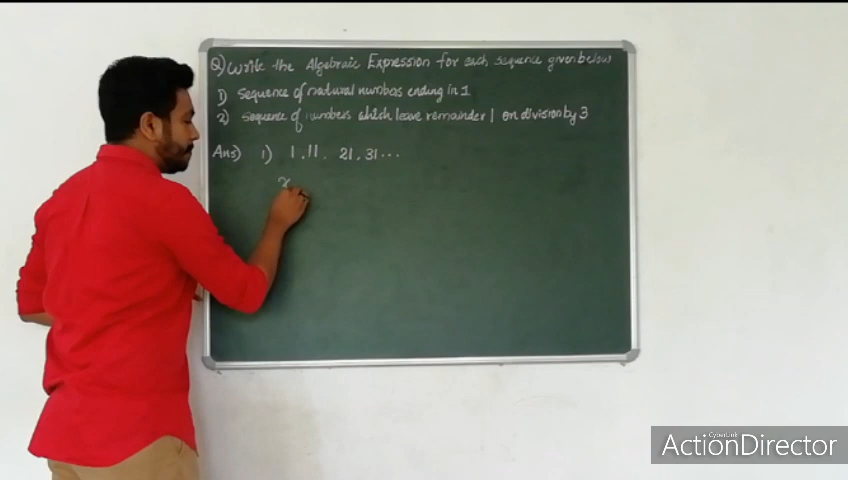 Q) Write the Algebraic Expression for each sequence given below
1) Sequence of natural numbers ending in 1
2) Sequence of numbers which leave remainder 1 on division by 3
Ans) 1) 1, 11, 21, 31...
x
CyberLink
ActionDirector